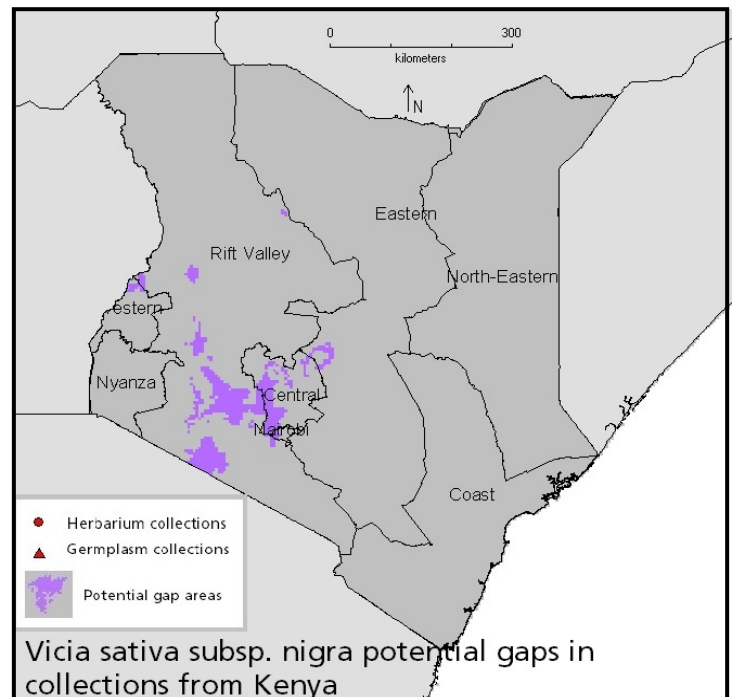 0 300
kilometers
N
Eastern
Rift Valley
North-Eastern
estern
Nyanza
Central
Nairobi
Coast
Herbarium collections
Germplasm collections
Potential gap areas
Vicia sativa subsp. nigra potential gaps in
collections from Kenya